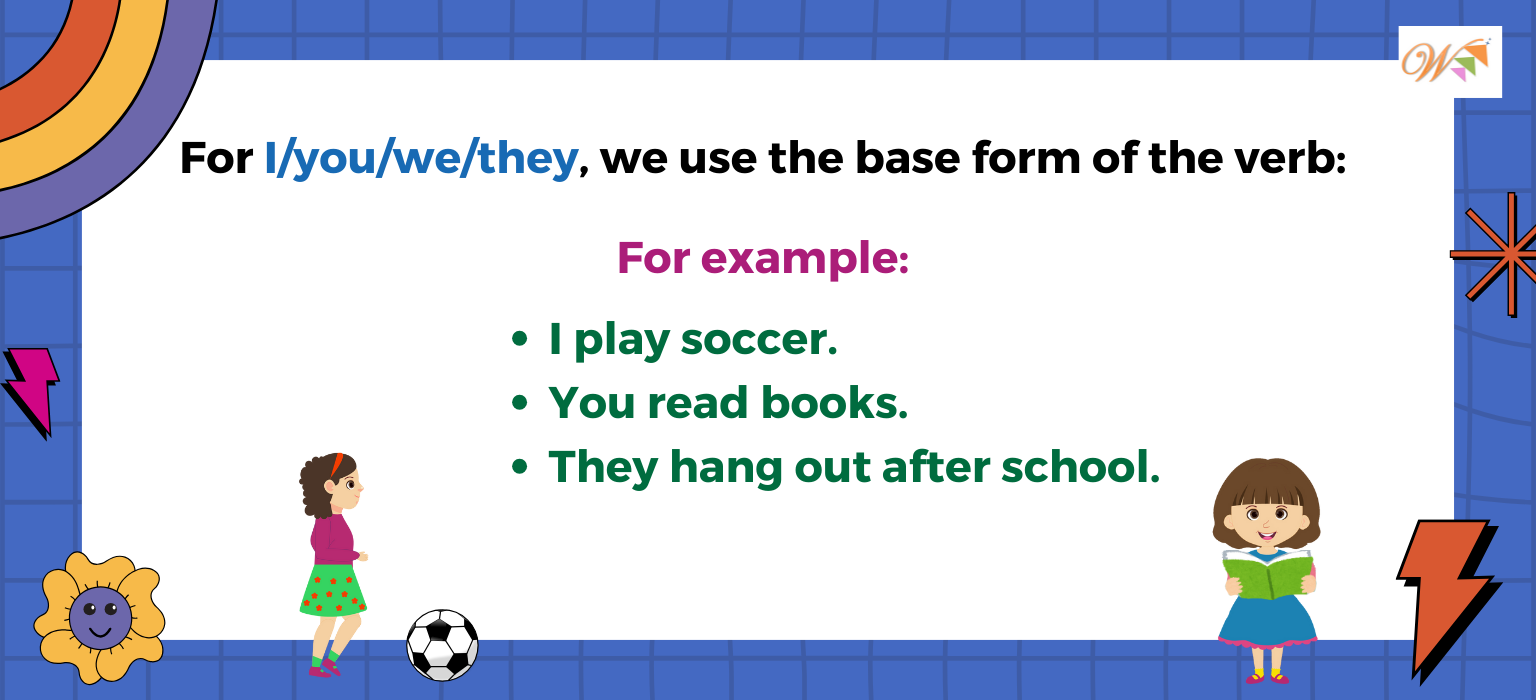 For I/you/we/they, we use the base form of the verb:
For example:
• I play soccer.
• You read books.
• They hang out after school.
W